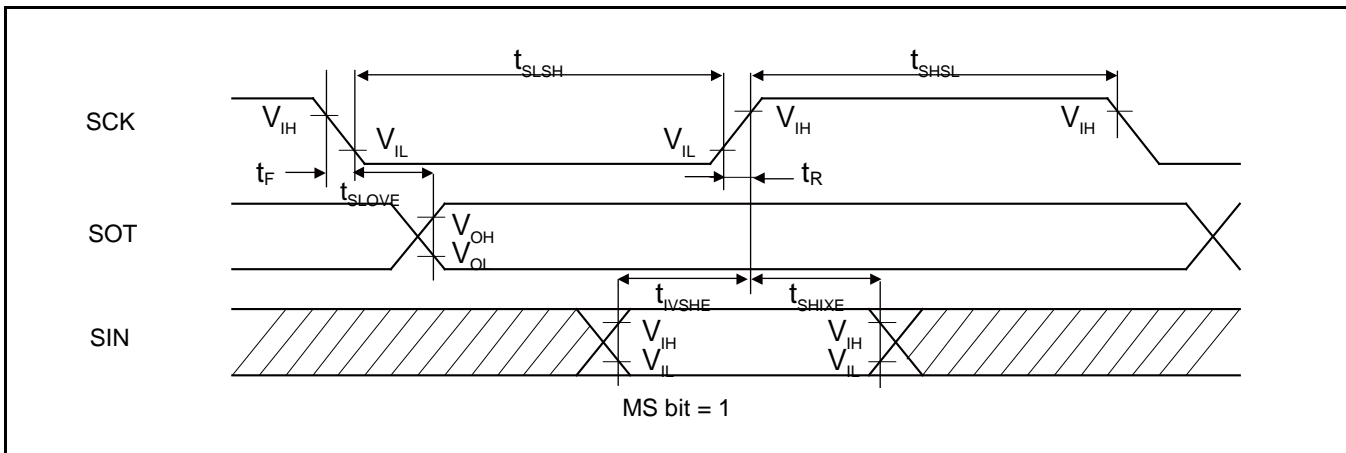 tSLSH tSHSL
SCK VIH VIL VIL VIH VIH
tF tSLOVE tR
SOT VOH
VOL
tIVSHE tSHIXE
SIN VIH VIH
VIL VIL
MS bit = 1